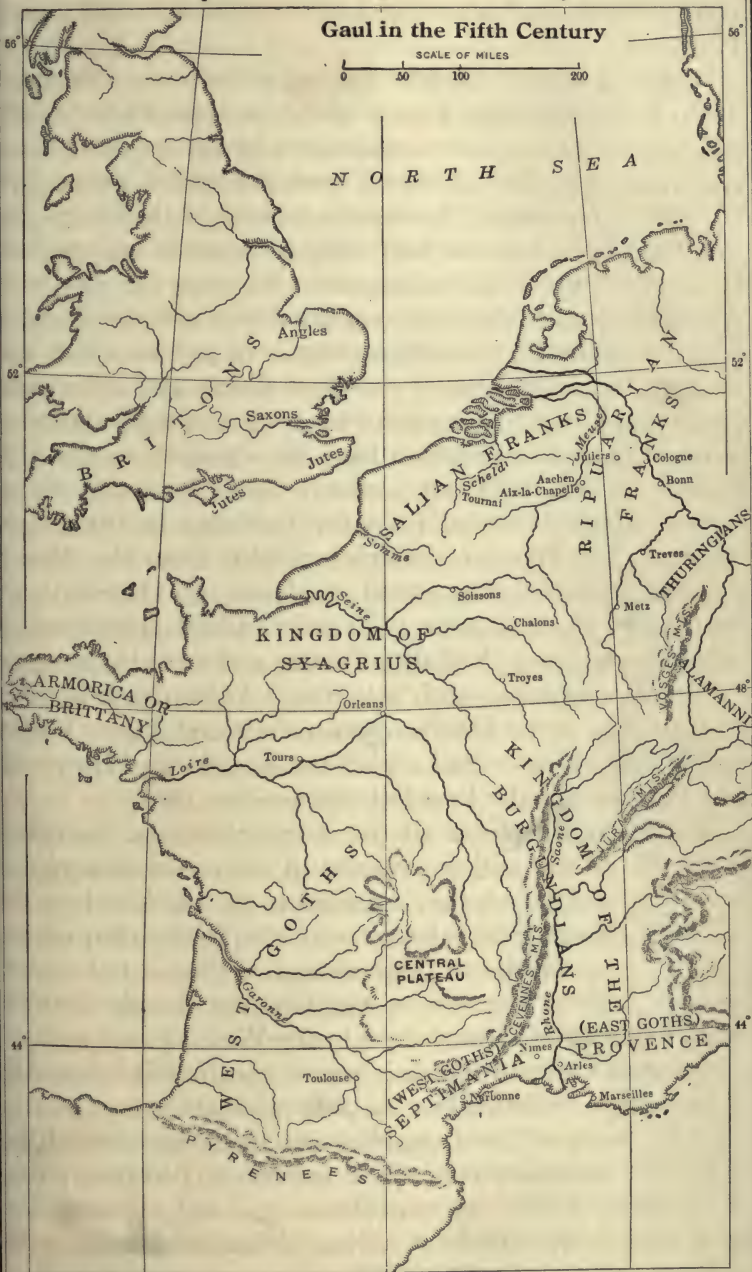 Gaul in the Fifth Century
SCALE OF MILES
0 50 100 200
56°
56°
NORTH SEA
Angles
52°
52°
BRITONS
Saxons
Jutes
Jutes
SALIAN FRANKS
RIPUARIAN FRANKS
Meuse
Juliers
Cologne
Scheldt
Aachen
Aix-la-Chapelle
Bonn
Tournai
Somme
Treves
THURINGIANS
Soissons
Seine
Metz
Chalons
KINGDOM OF
SYAGRIUS
VOSGES MTS.
ALAMANNI
Troyes
ARMORICA OR
BRITTANY
48°
Orleans
Loire
Tours
KINGDOM OF THE
BURGUNDIANS
Saone
JURA MTS.
WEST GOTHS
CENTRAL
PLATEAU
CEVENNES MTS.
Rhone
Garonne
(EAST GOTHS)
PROVENCE
44°
44°
Nimes
(WEST GOTHS)
SEPTIMANIA
Arles
Toulouse
Narbonne
Marseilles
PYRENEES